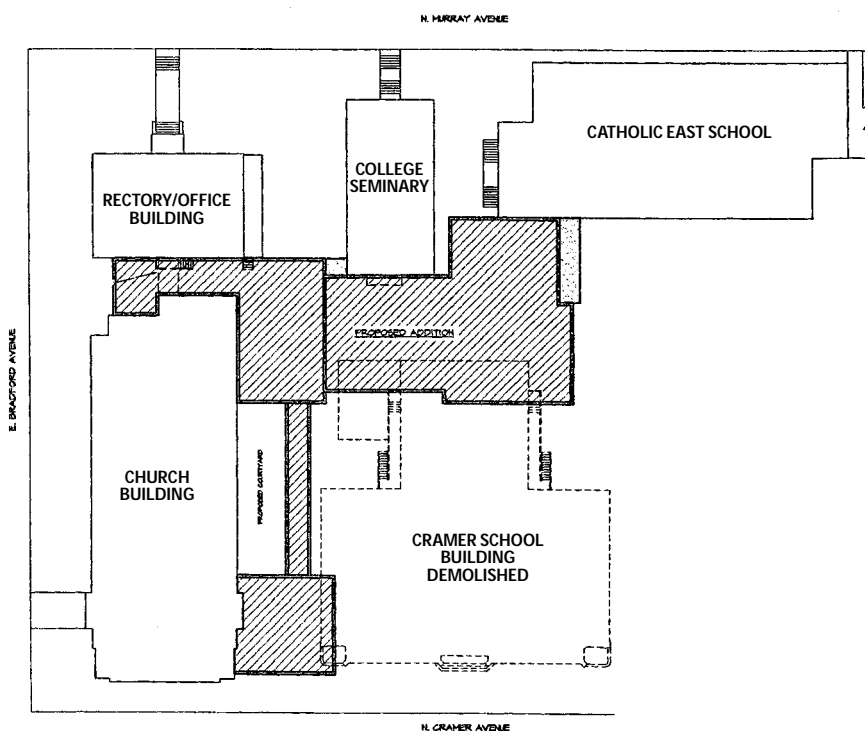 N. MURRAY AVENUE
CATHOLIC EAST SCHOOL
COLLEGE
SEMINARY
RECTORY/OFFICE
BUILDING
PROPOSED ADDITION
E. BRADFORD AVENUE
CHURCH
BUILDING
PROPOSED COURTYARD
CRAMER SCHOOL
BUILDING
DEMOLISHED
N. CRAMER AVENUE